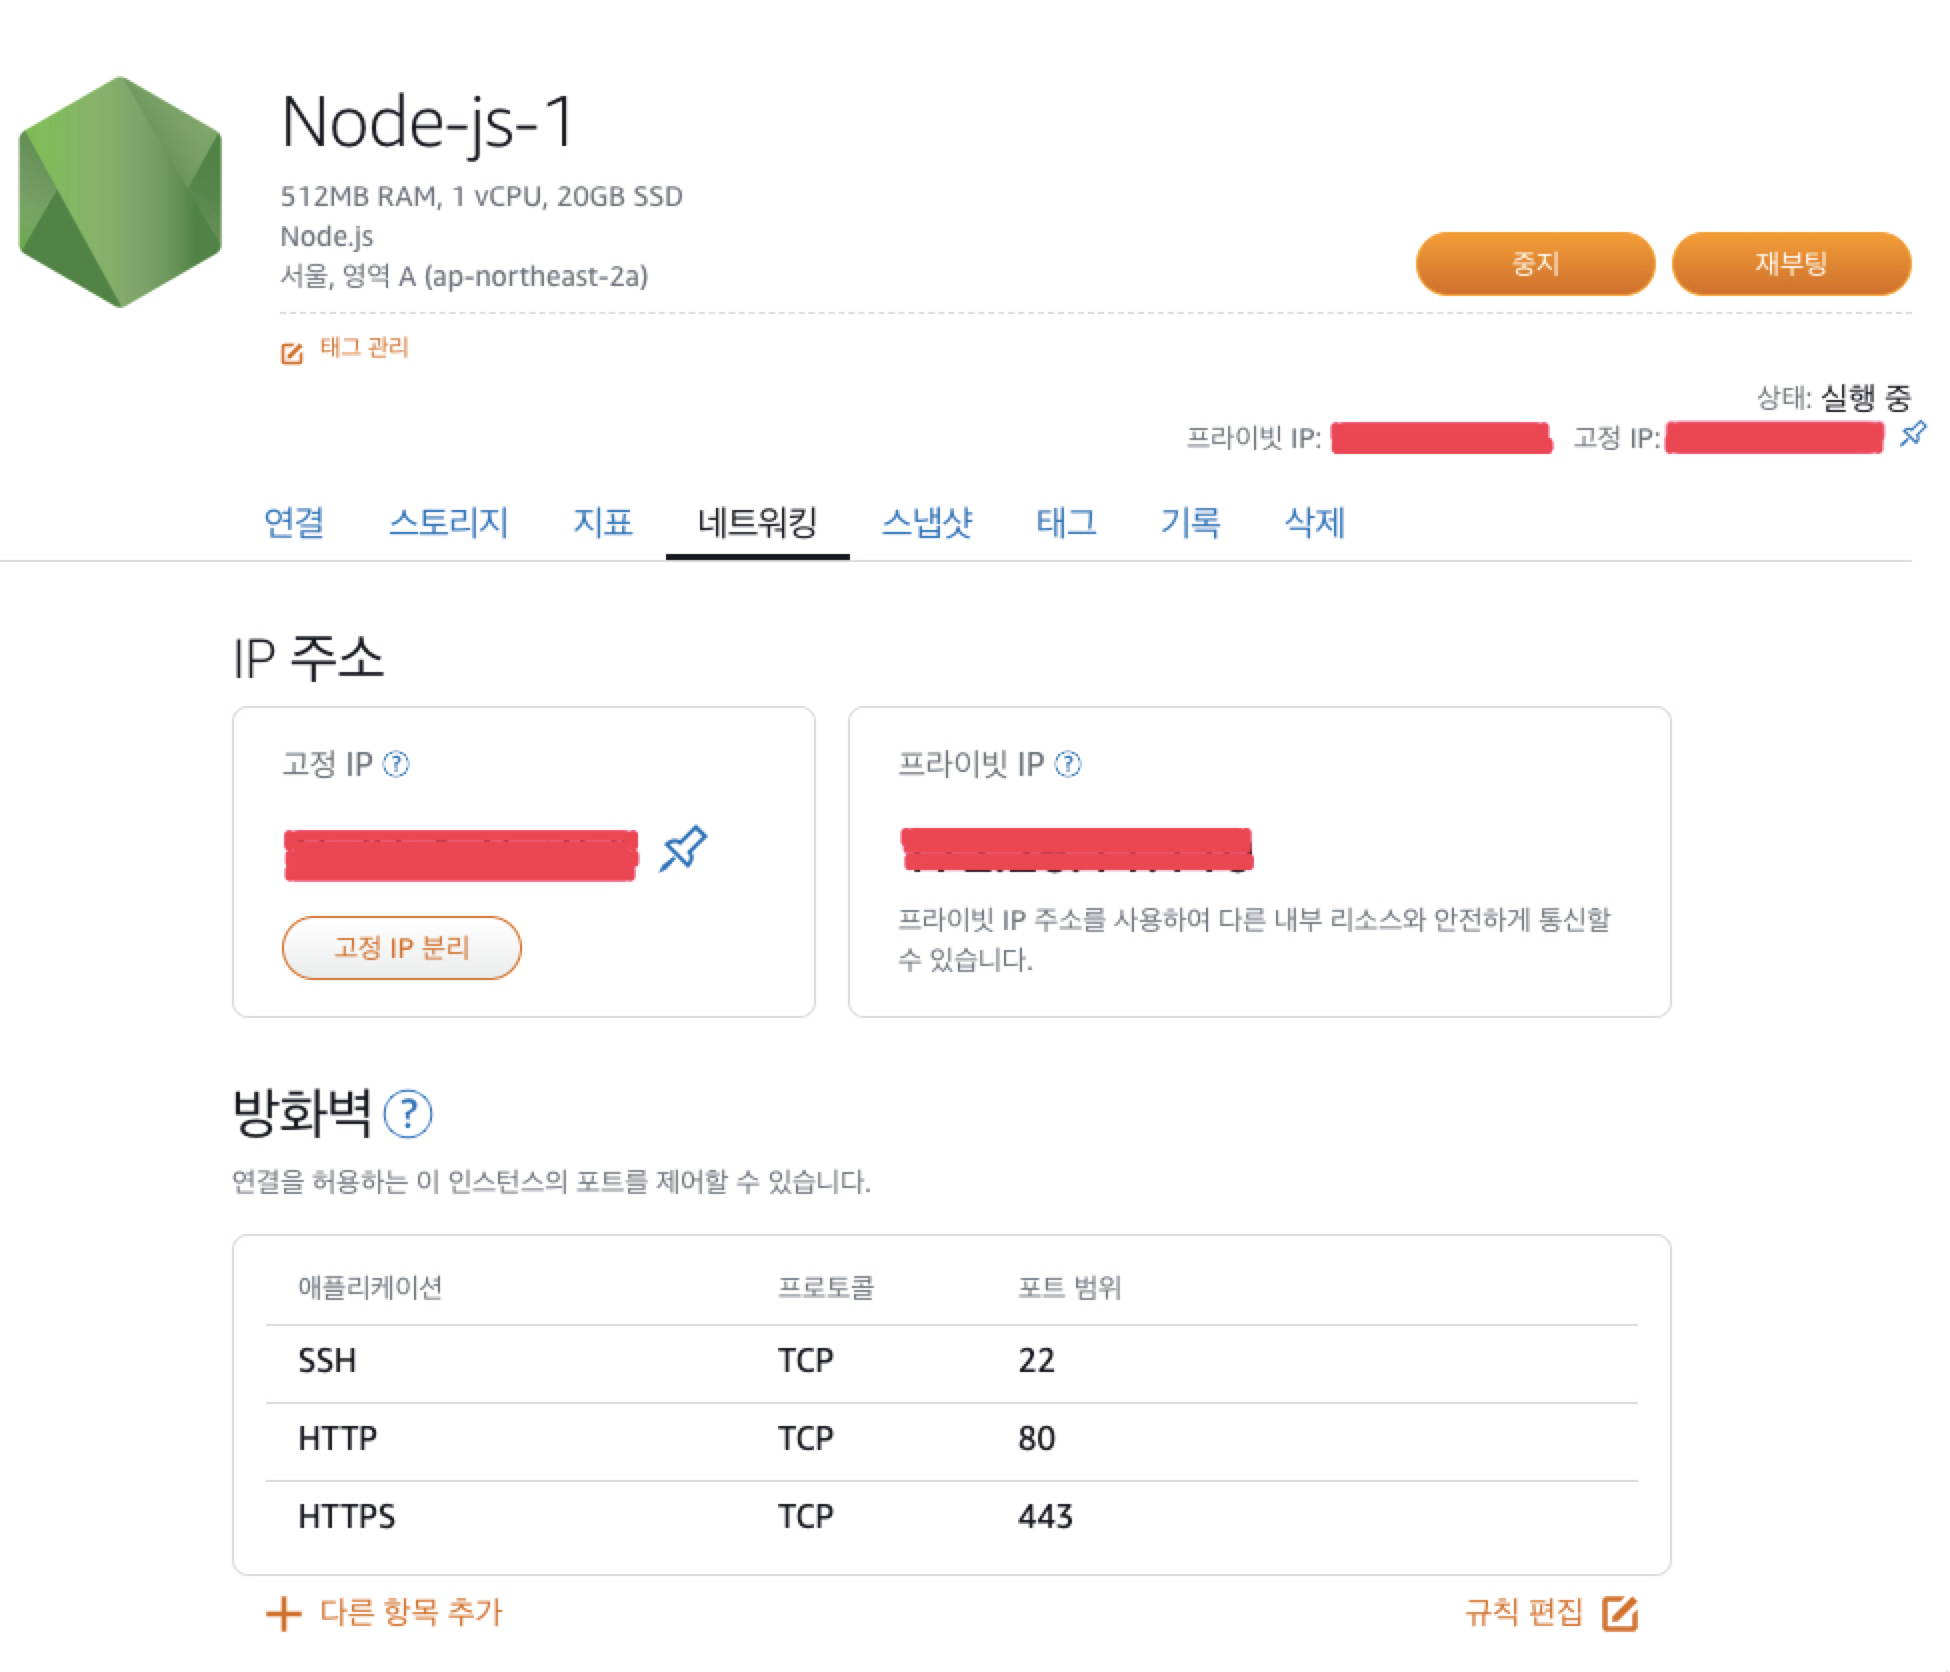 Node-js-1
512MB RAM, 1 vCPU, 20GB SSD
Node.js
서울, 영역 A (ap-northeast-2a)
중지 재부팅
태그 관리
상태: 실행 중
프라이빗 IP: 고정 IP:
연결 스토리지 지표 네트워킹 스냅샷 태그 기록 삭제
IP 주소
고정 IP ?
고정 IP 분리
프라이빗 IP ?
프라이빗 IP 주소를 사용하여 다른 내부 리소스와 안전하게 통신할
수 있습니다.
방화벽 ?
연결을 허용하는 이 인스턴스의 포트를 제어할 수 있습니다.
애플리케이션 프로토콜 포트 범위
SSH TCP 22
HTTP TCP 80
HTTPS TCP 443
다른 항목 추가 규칙 편집